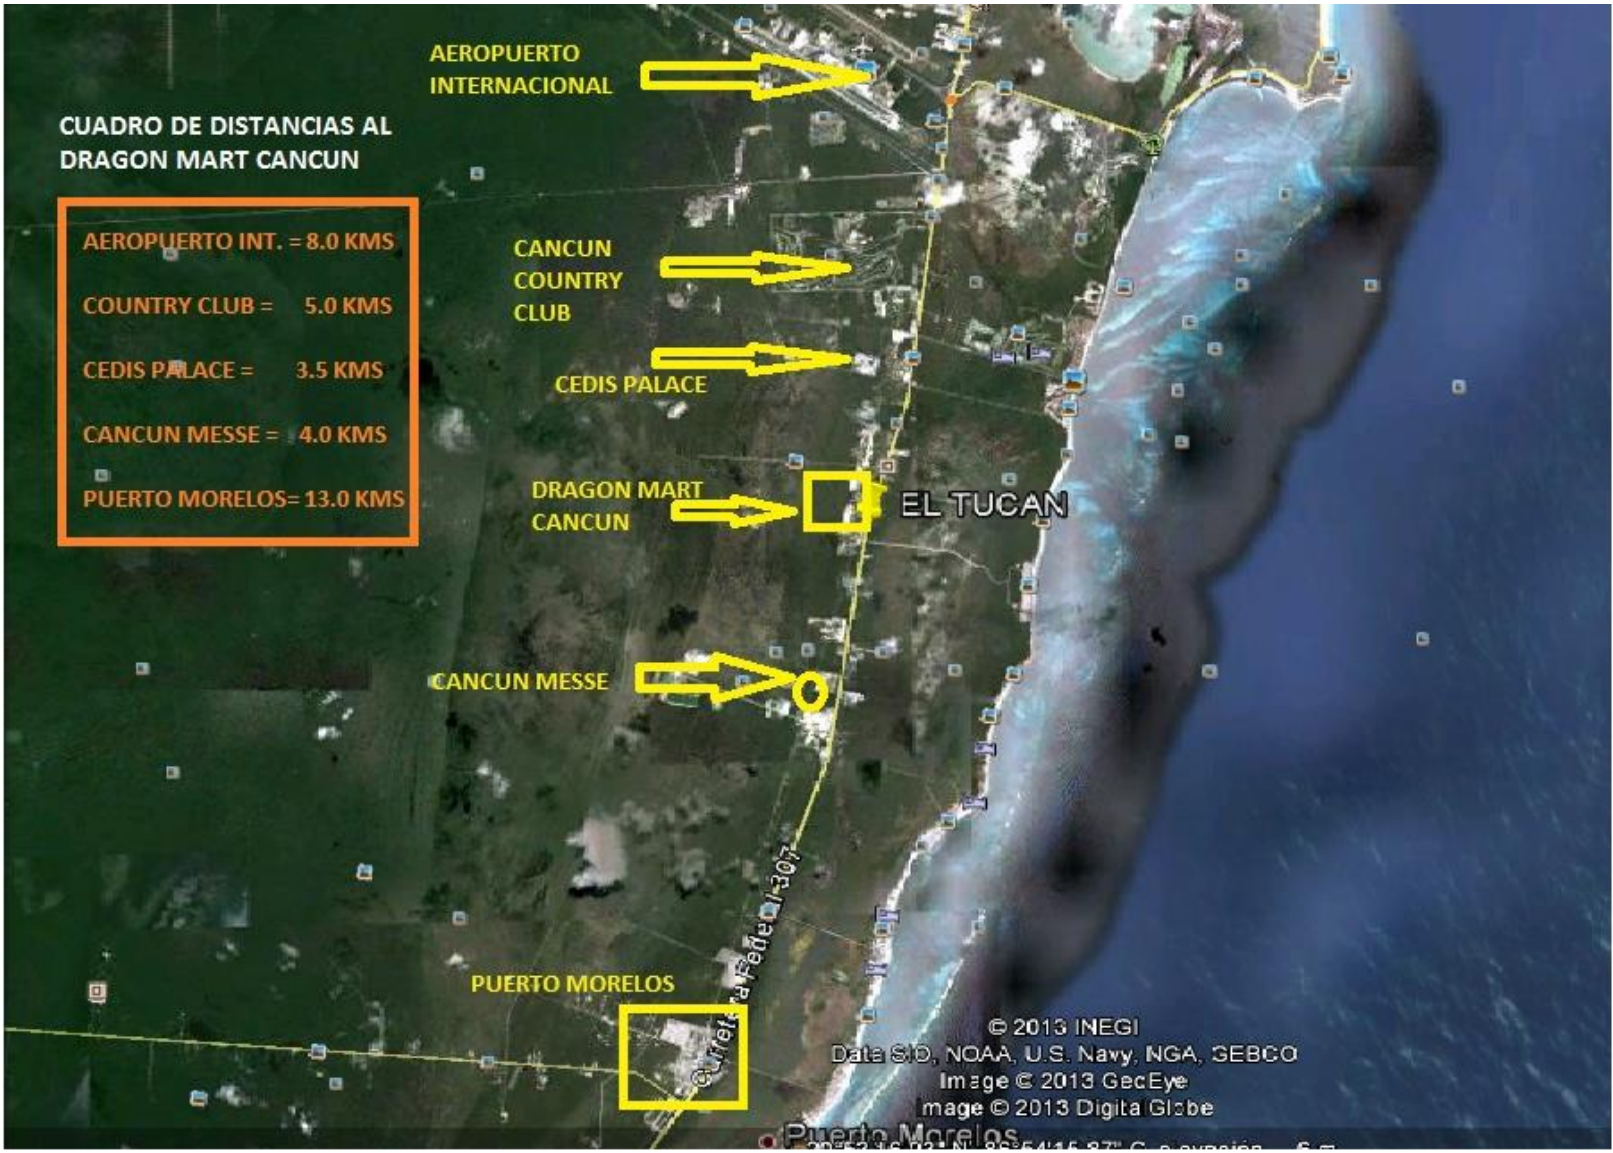 AEROPUERTO
INTERNACIONAL
CUADRO DE DISTANCIAS AL
DRAGON MART CANCUN
AEROPUERTO INT. = 8.0 KMS
COUNTRY CLUB = 5.0 KMS
CEDIS PALACE = 3.5 KMS
CANCUN MESSE = 4.0 KMS
PUERTO MORELOS= 13.0 KMS
CANCUN
COUNTRY
CLUB
CEDIS PALACE
DRAGON MART
CANCUN
EL TUCAN
CANCUN MESSE
Carretera Federal 307
PUERTO MORELOS
© 2013 INEGI
Data SIO, NOAA, U.S. Navy, NGA, GEBCO
Image © 2013 GeoEye
Image © 2013 DigitalGlobe
Puerto Morelos